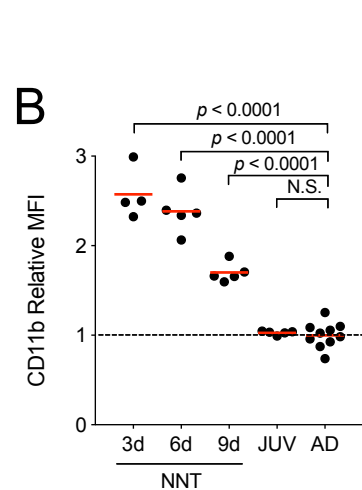 B
p < 0.0001
p < 0.0001
p < 0.0001
N.S.
CD11b Relative MFI
3
2
1
0
3d 6d 9d JUV AD
NNT